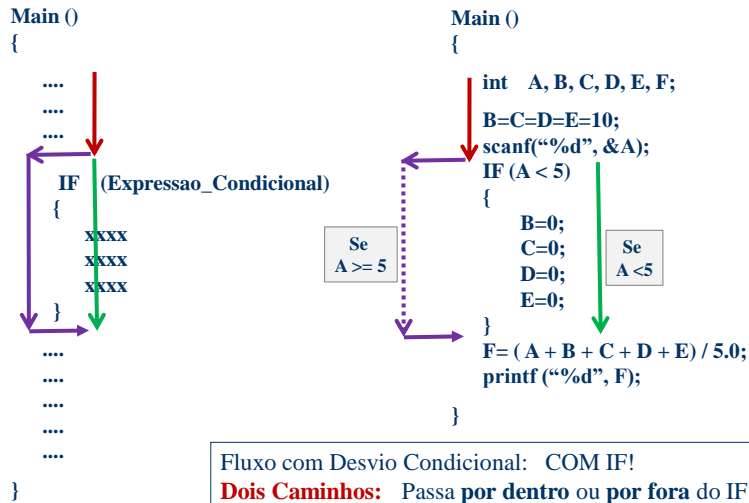 Main ()
{
....
....
....
IF (Expressao_Condicional)
{
xxxx
xxxx
xxxx
}
....
....
....
....
....
}
Main ()
{
int A, B, C, D, E, F;
B=C=D=E=10;
scanf(“%d”, &A);
IF (A < 5)
{
B=0;
C=0;
D=0;
E=0;
}
F= ( A + B + C + D + E) / 5.0;
printf (“%d”, F);
}
Se
A >= 5
Se
A <5
Fluxo com Desvio Condicional: COM IF!
Dois Caminhos: Passa por dentro ou por fora do IF